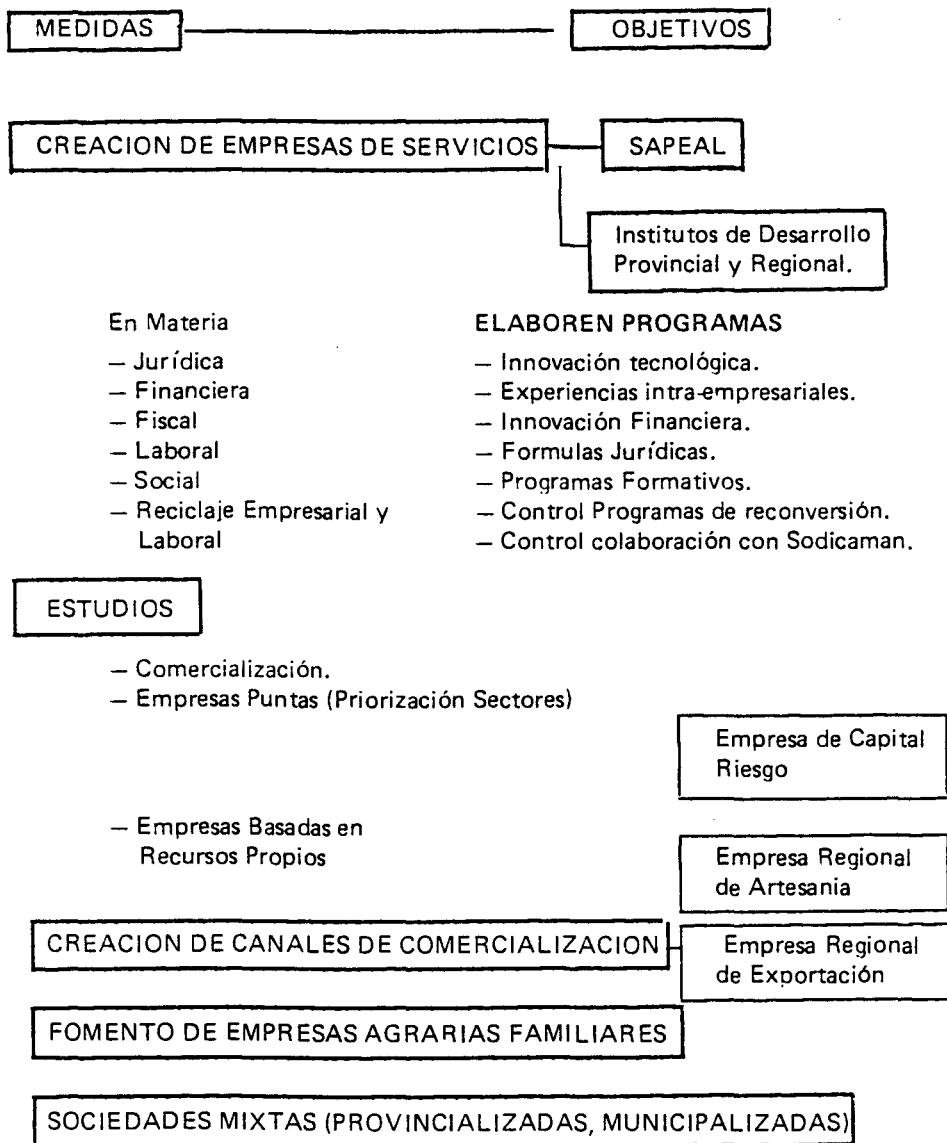 MEDIDAS
OBJETIVOS
CREACION DE EMPRESAS DE SERVICIOS
SAPEAL
Institutos de Desarrollo
Provincial y Regional.
En Materia
— Jurídica
— Financiera
— Fiscal
— Laboral
— Social
— Reciclaje Empresarial y
Laboral
ELABOREN PROGRAMAS
— Innovación tecnológica.
— Experiencias intra-empresariales.
— Innovación Financiera.
— Formulas Jurídicas.
— Programas Formativos.
— Control Programas de reconversión.
— Control colaboración con Sodicaman.
ESTUDIOS
— Comercialización.
— Empresas Puntas (Priorización Sectores)
Empresa de Capital
Riesgo
— Empresas Basadas en
Recursos Propios
Empresa Regional
de Artesania
CREACION DE CANALES DE COMERCIALIZACION
Empresa Regional
de Exportación
FOMENTO DE EMPRESAS AGRARIAS FAMILIARES
SOCIEDADES MIXTAS (PROVINCIALIZADAS, MUNICIPALIZADAS)